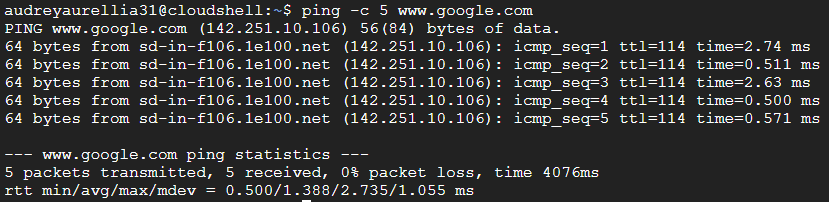 audreyaurellia31@cloudshell:~$ ping -c 5 www.google.com
PING www.google.com (142.251.10.106) 56(84) bytes of data.
64 bytes from sd-in-f106.1e100.net (142.251.10.106): icmp_seq=1 ttl=114 time=2.74 ms
64 bytes from sd-in-f106.1e100.net (142.251.10.106): icmp_seq=2 ttl=114 time=0.511 ms
64 bytes from sd-in-f106.1e100.net (142.251.10.106): icmp_seq=3 ttl=114 time=2.63 ms
64 bytes from sd-in-f106.1e100.net (142.251.10.106): icmp_seq=4 ttl=114 time=0.500 ms
64 bytes from sd-in-f106.1e100.net (142.251.10.106): icmp_seq=5 ttl=114 time=0.571 ms

--- www.google.com ping statistics ---
5 packets transmitted, 5 received, 0% packet loss, time 4076ms
rtt min/avg/max/mdev = 0.500/1.388/2.735/1.055 ms